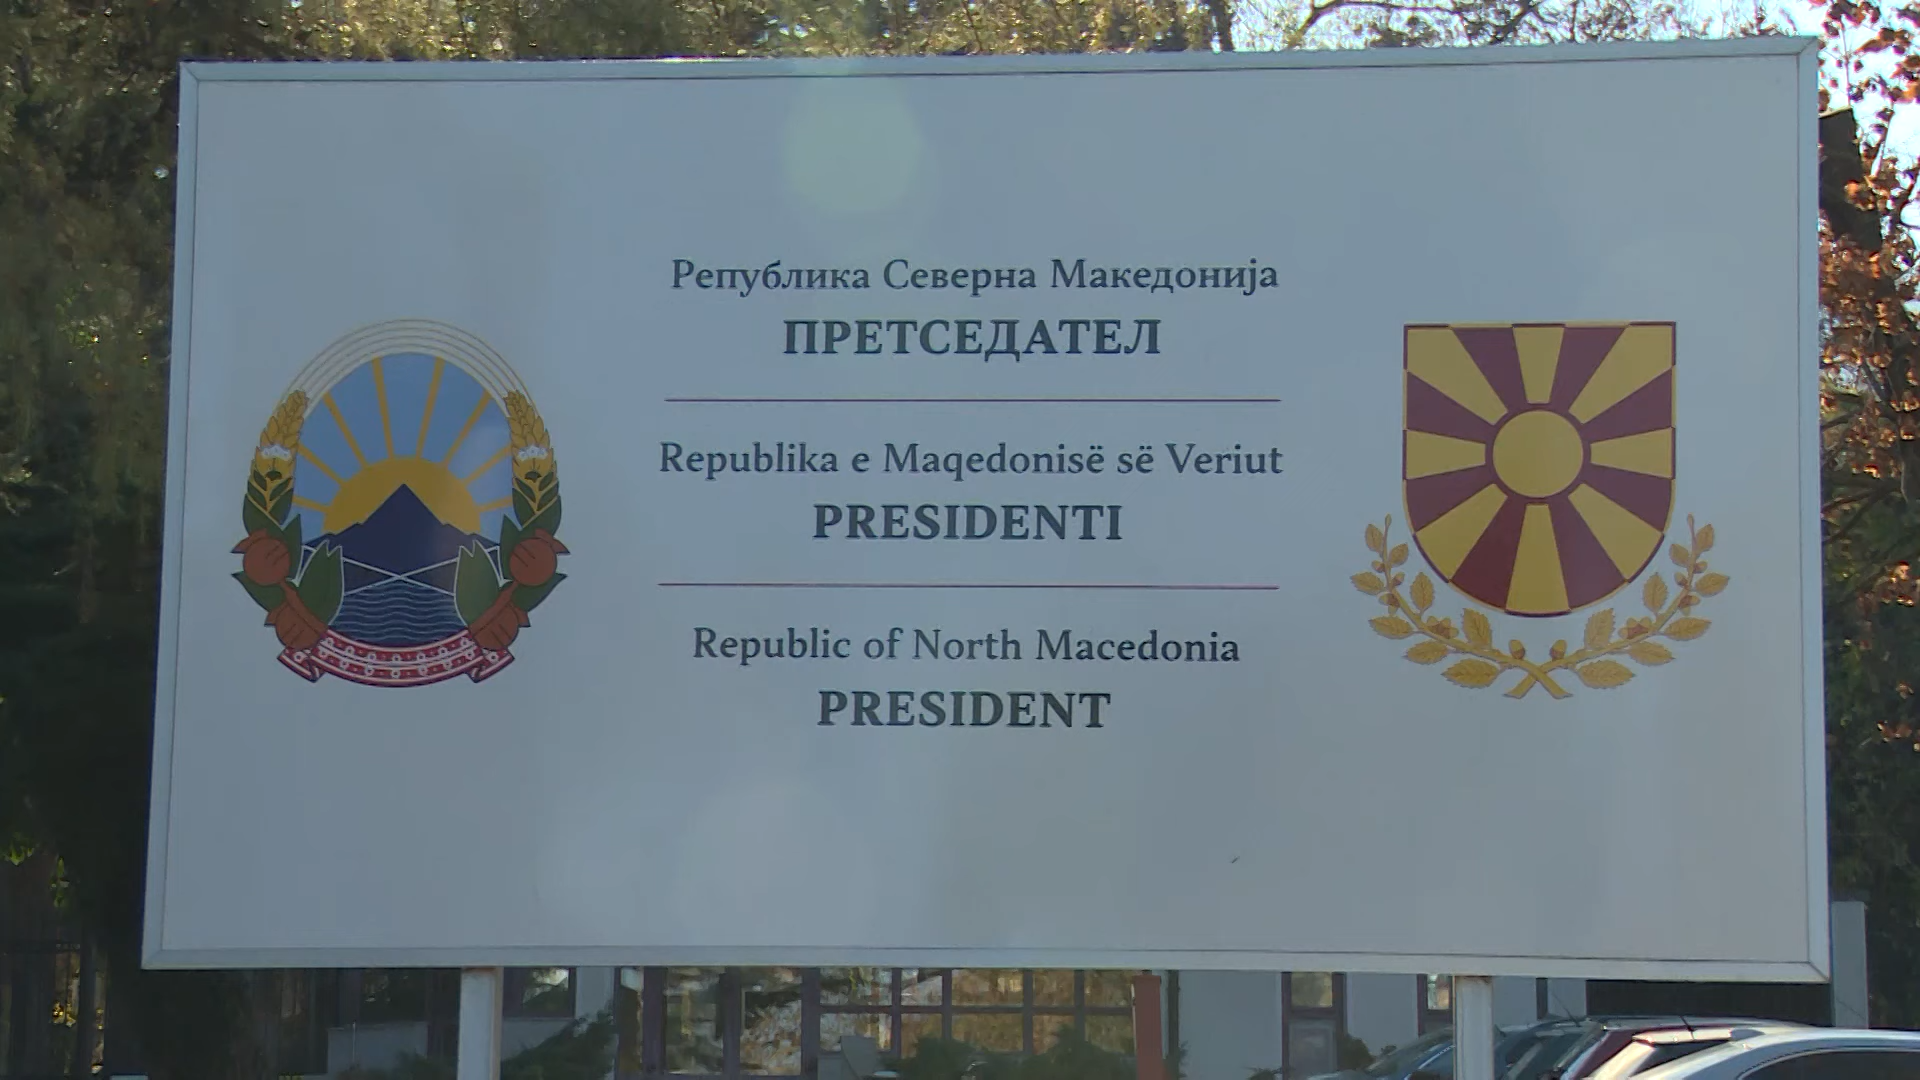 Република Северна Македонија
ПРЕТСЕДАТЕЛ
Republika e Maqedonisë së Veriut
PRESIDENTI
Republic of North Macedonia
PRESIDENT